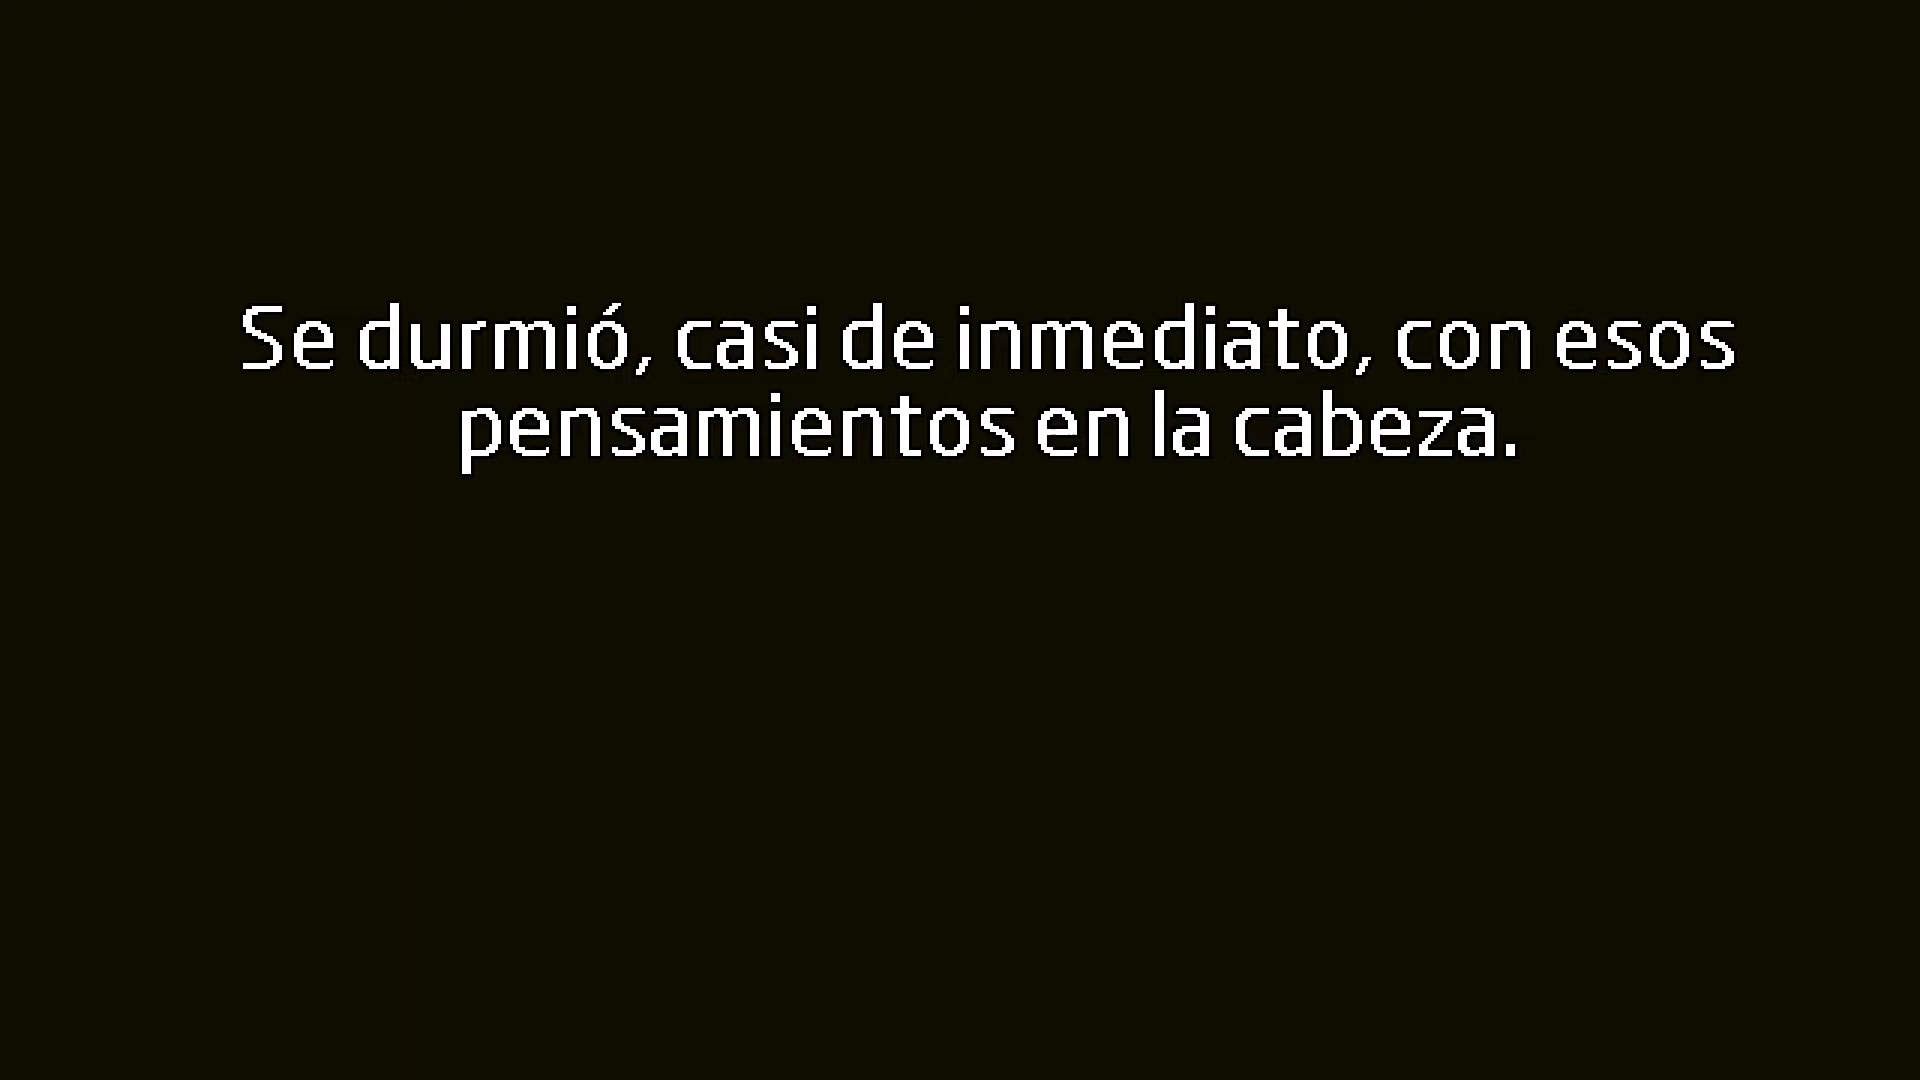 Se durmió, casi de inmediato, con esos
pensamientos en la cabeza.